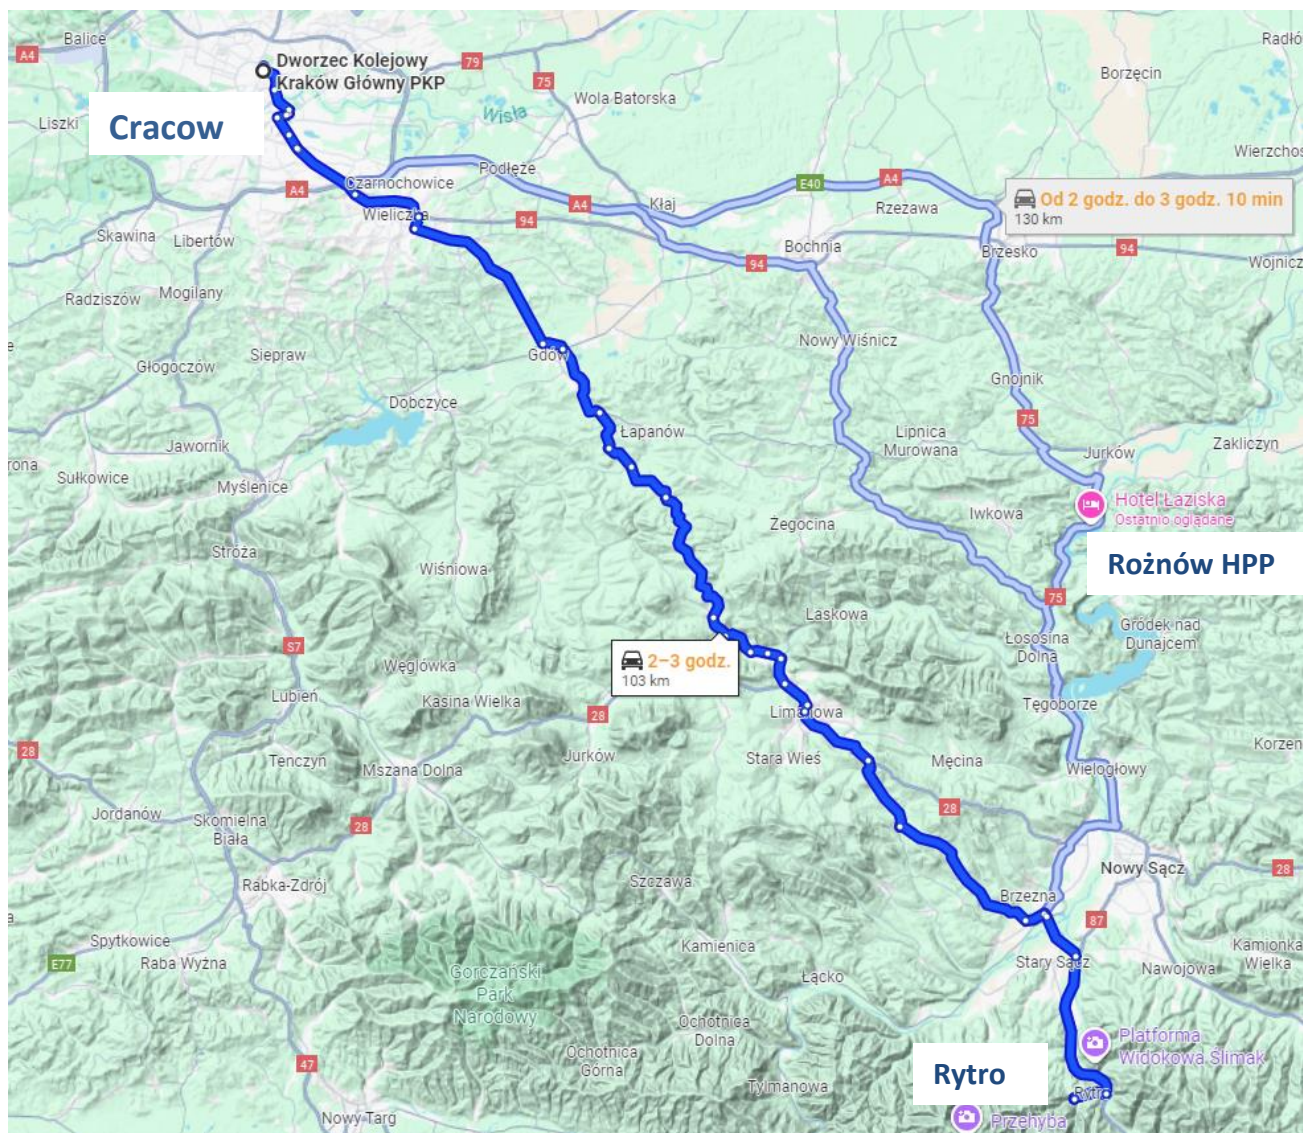 Balice
A4
Dworzec Kolejowy
Kraków Główny PKP
79
75
Radłó
Borzęcin
Wola Batorska
Wisła
Liszki
Cracow
Wierzchos
Podłęże
A4
Czarnochowice
E40
A4
Od 2 godz. do 3 godz. 10 min
130 km
Wieliczka
94
A4
Kłaj
Rzezawa
Skawina
Libertów
Bochnia
Brzesko
94
Wojnicz
94
Mogilany
Radziszów
Nowy Wiśnicz
Siepraw
Gdów
Głogoczów
Gnojnik
Dobczyce
75
Łapanów
Lipnica
Murowana
Zakliczyn
Jawornik
Jurków
rona
Sułkowice
Myślenice
Hotel Łaziska
Ostatnio oglądane
Iwkowa
Żegocina
Stróża
Wiśniowa
Rożnów HPP
75
Laskowa
Gródek nad
Dunajcem
S7
Łososina
Dolna
Węglówka
2–3 godz.
103 km
Lubień
Kasina Wielka
Tęgoborze
28
Limanowa
28
Jurków
Stara Wieś
Męcina
Korzen
Tenczyn
Mszana Dolna
Wielogłowy
28
Jordanów
Skomielna
Biała
28
Nowy Sącz
28
Rabka-Zdrój
Szczawa
Brzezna
87
Spytkowice
Kamienica
Kamionka
Wielka
E77
Raba Wyżna
Stary Sącz
Nawojowa
Gorczański
Park
Narodowy
Łącko
Ochotnica
Dolna
Platforma
Widokowa Ślimak
Ochotnica
Górna
47
Rytro
Tylmanowa
Rytro
Nowy Targ
Przehyba